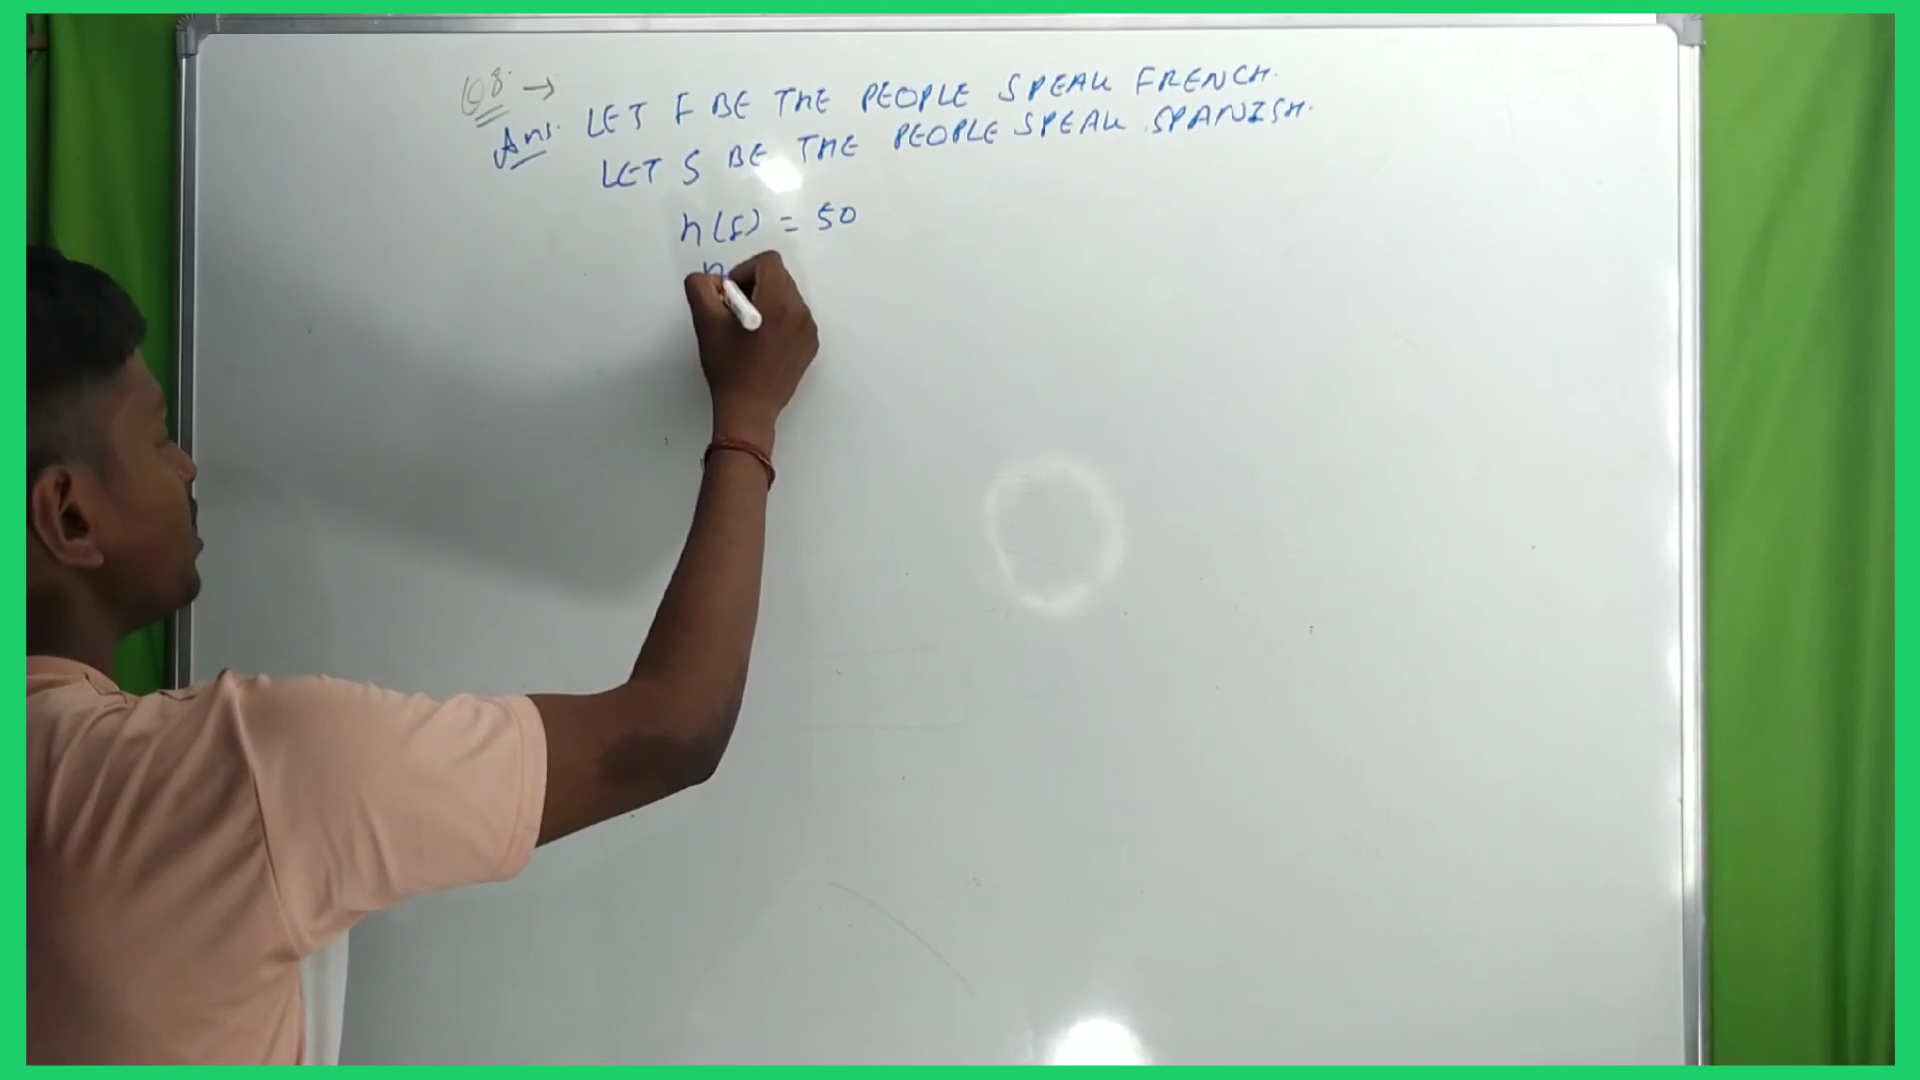 Q8. →
Ans. LET F BE THE PEOPLE SPEAK FRENCH.
LET S BE THE PEOPLE SPEAK SPANISH.
n(F) = 50
n